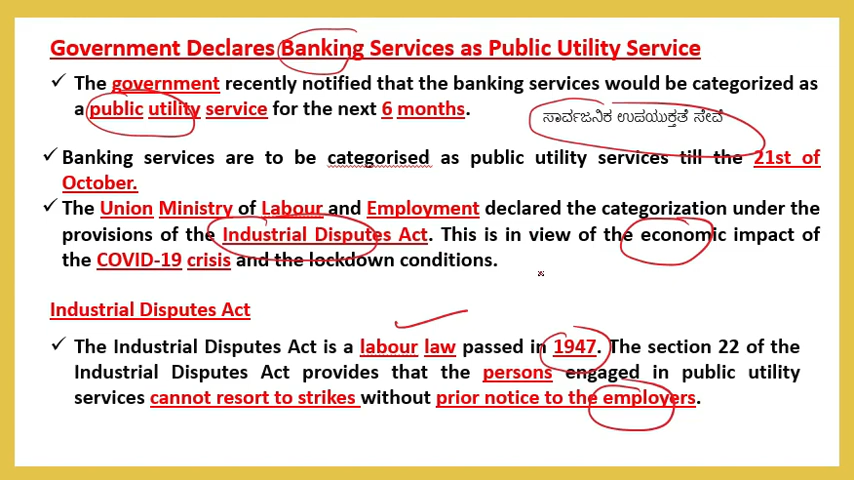 Government Declares Banking Services as Public Utility Service
✓ The government recently notified that the banking services would be categorized as
a public utility service for the next 6 months.
ಸಾರ್ವಜನಿಕ ಉಪಯುಕ್ತತೆ ಸೇವೆ
✓ Banking services are to be categorised as public utility services till the 21st of
October.
✓ The Union Ministry of Labour and Employment declared the categorization under the
provisions of the Industrial Disputes Act. This is in view of the economic impact of
the COVID-19 crisis and the lockdown conditions.
Industrial Disputes Act
✓ The Industrial Disputes Act is a labour law passed in 1947. The section 22 of the
Industrial Disputes Act provides that the persons engaged in public utility
services cannot resort to strikes without prior notice to the employers.